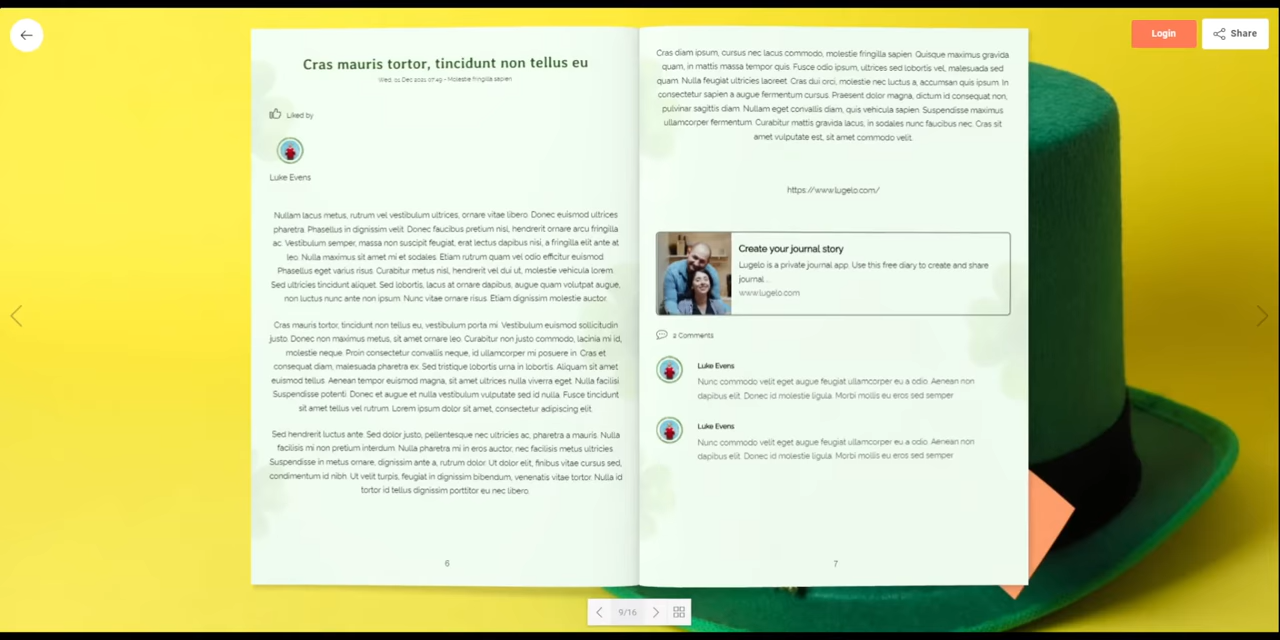 Login
Share
Cras mauris tortor, tincidunt non tellus eu
Wed, 01 Dec 2021 07:49 - Molestie fringilla sapien
Liked by
Luke Evens
Nullam lacus metus, rutrum vel vestibulum ultrices, ornare vitae libero. Donec euismod ultrices
pharetra. Phasellus in dignissim velit. Donec faucibus pretium nisl, hendrerit ornare arcu fringilla
ac. Vestibulum semper, massa non suscipit feugiat, erat lectus dapibus nisi, a fringilla elit ante at
leo. Nulla maximus sit amet mi et sodales. Etiam rutrum quam vel odio efficitur euismod.
Phasellus eget varius risus. Curabitur metus nisl, hendrerit vel dui ut, molestie vehicula lorem.
Sed ultricies tincidunt aliquet. Sed lobortis, lacus at ornare dapibus, augue quam volutpat augue,
non luctus nunc ante non ipsum. Nunc vitae ornare risus. Etiam dignissim molestie auctor.
Cras mauris tortor, tincidunt non tellus eu, vestibulum porta mi. Vestibulum euismod sollicitudin
justo. Donec non maximus metus, sit amet ornare leo. Curabitur non justo commodo, lacinia mi id,
molestie neque. Proin consectetur convallis neque, id ullamcorper mi posuere in. Cras et
consequat diam, malesuada pharetra ex. Sed tristique lobortis urna in lobortis. Aliquam sit amet
euismod tellus. Aenean tempor euismod magna, sit amet ultrices nulla viverra eget. Nulla facilisi.
Suspendisse potenti. Donec et augue et nulla vestibulum vulputate sed id nulla. Fusce tincidunt
sit amet tellus vel rutrum. Lorem ipsum dolor sit amet, consectetur adipiscing elit.
Sed hendrerit luctus ante. Sed dolor justo, pellentesque nec ultricies ac, pharetra a mauris. Nulla
facilisis mi non pretium interdum. Nulla pharetra mi in eros auctor, nec facilisis metus ultricies.
Suspendisse in metus ornare, dignissim ante a, rutrum dolor. Ut dolor elit, finibus vitae cursus sed,
condimentum id nibh. Ut velit turpis, feugiat in dignissim bibendum, venenatis vitae tortor. Nulla id
tortor id tellus dignissim porttitor eu nec libero.
6
Cras diam ipsum, cursus nec lacus commodo, molestie fringilla sapien. Quisque maximus gravida
quam, in mattis massa tempor quis. Fusce odio ipsum, ultrices sed lobortis vel, malesuada sed
quam. Nulla feugiat ultricies laoreet. Cras dui orci, molestie nec luctus a, accumsan quis ipsum. In
consectetur sapien a augue fermentum cursus. Praesent dolor magna, dictum id consequat non,
pulvinar sagittis diam. Nullam eget convallis diam, quis vehicula sapien. Suspendisse maximus
ullamcorper fermentum. Curabitur mattis gravida lacus, in sodales nunc faucibus nec. Cras sit
amet vulputate est, sit amet commodo velit.
https://www.lugelo.com/
Create your journal story
Lugelo is a private journal app. Use this free diary to create and share
journal...
www.lugelo.com
2 Comments
Luke Evens
Nunc commodo velit eget augue feugiat ullamcorper eu a odio. Aenean non
dapibus elit. Donec id molestie ligula. Morbi mollis eu eros sed semper
Luke Evens
Nunc commodo velit eget augue feugiat ullamcorper eu a odio. Aenean non
dapibus elit. Donec id molestie ligula. Morbi mollis eu eros sed semper
7
9/16